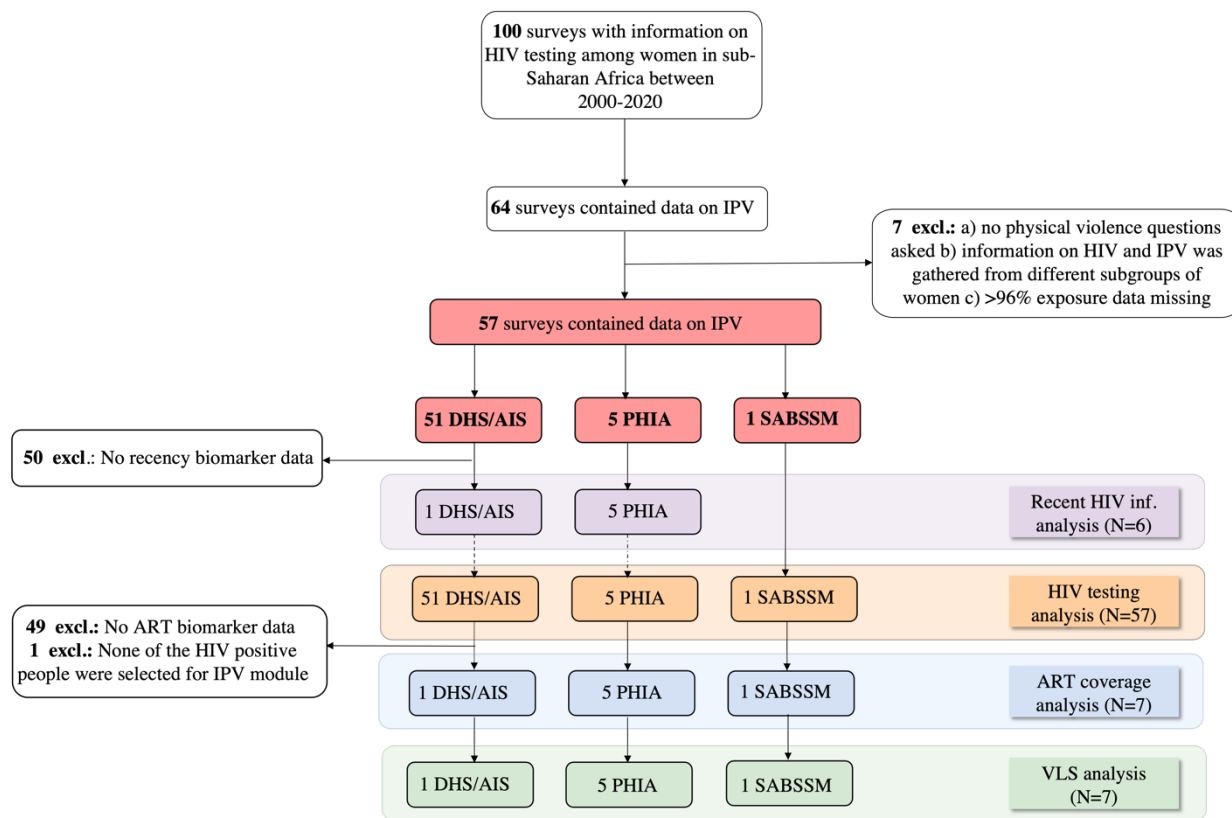 100 surveys with information on
HIV testing among women in sub-
Saharan Africa between
2000-2020
64 surveys contained data on IPV
7 excl.: a) no physical violence questions
asked b) information on HIV and IPV was
gathered from different subgroups of
women c) >96% exposure data missing
57 surveys contained data on IPV
51 DHS/AIS
5 PHIA
1 SABSSM
50 excl.: No recency biomarker data
1 DHS/AIS
5 PHIA
Recent HIV inf.
analysis (N=6)
51 DHS/AIS
5 PHIA
1 SABSSM
HIV testing
analysis (N=57)
49 excl.: No ART biomarker data
1 excl.: None of the HIV positive
people were selected for IPV module
1 DHS/AIS
5 PHIA
1 SABSSM
ART coverage
analysis (N=7)
1 DHS/AIS
5 PHIA
1 SABSSM
VLS analysis
(N=7)